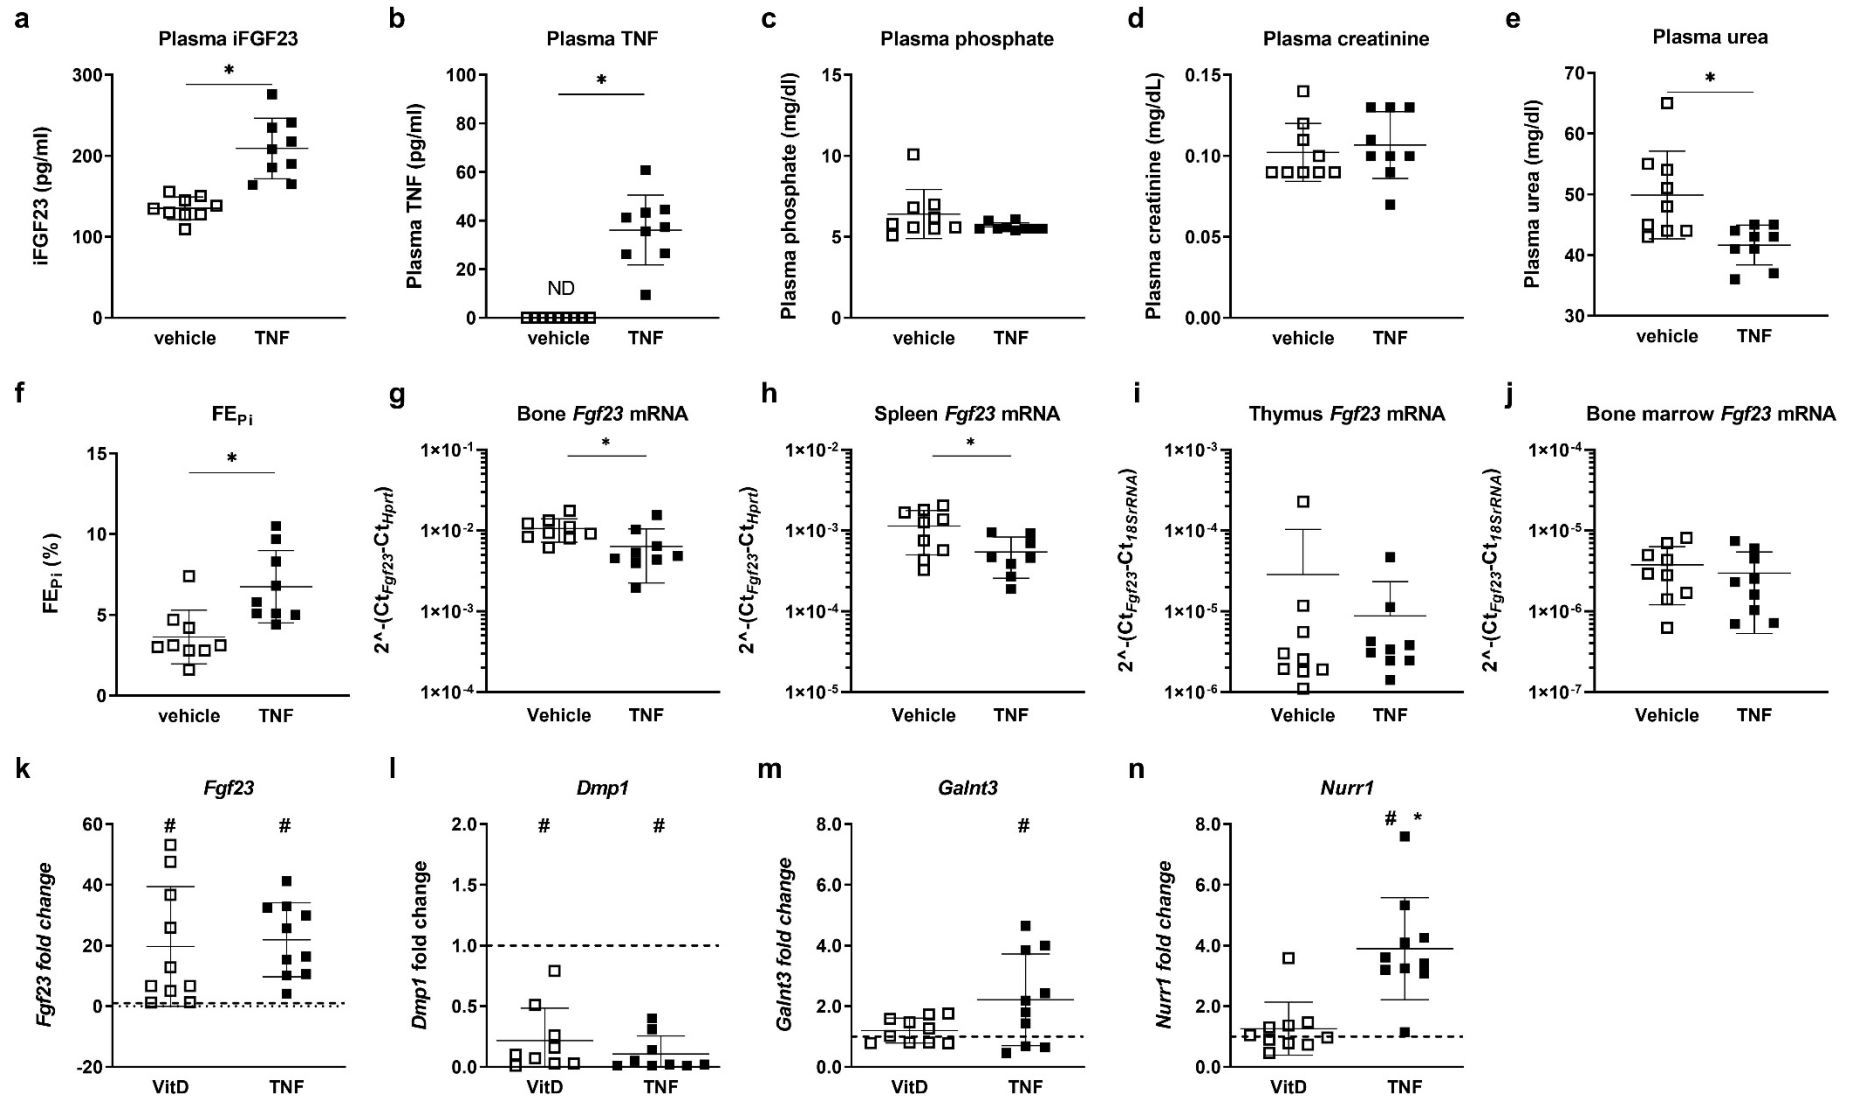 a
Plasma iFGF23
iFGF23 (pg/ml)
300
200
100
0
*
vehicle
TNF
b
Plasma TNF
Plasma TNF (pg/ml)
100
80
60
40
20
0
*
ND
vehicle
TNF
c
Plasma phosphate
Plasma phosphate (mg/dl)
15
10
5
0
vehicle
TNF
d
Plasma creatinine
Plasma creatinine (mg/dL)
0.15
0.10
0.05
0.00
vehicle
TNF
e
Plasma urea
Plasma urea (mg/dl)
70
60
50
40
30
*
vehicle
TNF
f
FEPi
FEPi (%)
15
10
5
0
*
vehicle
TNF
g
Bone Fgf23 mRNA
2^-(CtFgf23-CtHprt)
1×10-1
1×10-2
1×10-3
1×10-4
*
Vehicle
TNF
h
Spleen Fgf23 mRNA
2^-(CtFgf23-CtHprt)
1×10-2
1×10-3
1×10-4
1×10-5
*
Vehicle
TNF
i
Thymus Fgf23 mRNA
2^-(CtFgf23-Ct18SrRNA)
1×10-3
1×10-4
1×10-5
1×10-6
Vehicle
TNF
j
Bone marrow Fgf23 mRNA
2^-(CtFgf23-Ct18SrRNA)
1×10-4
1×10-5
1×10-6
1×10-7
Vehicle
TNF
k
Fgf23
Fgf23 fold change
60
40
20
0
-20
#
#
VitD
TNF
l
Dmp1
Dmp1 fold change
2.0
1.5
1.0
0.5
0.0
#
#
VitD
TNF
m
Galnt3
Galnt3 fold change
8.0
6.0
4.0
2.0
0.0
#
VitD
TNF
n
Nurr1
Nurr1 fold change
8.0
6.0
4.0
2.0
0.0
# *
VitD
TNF